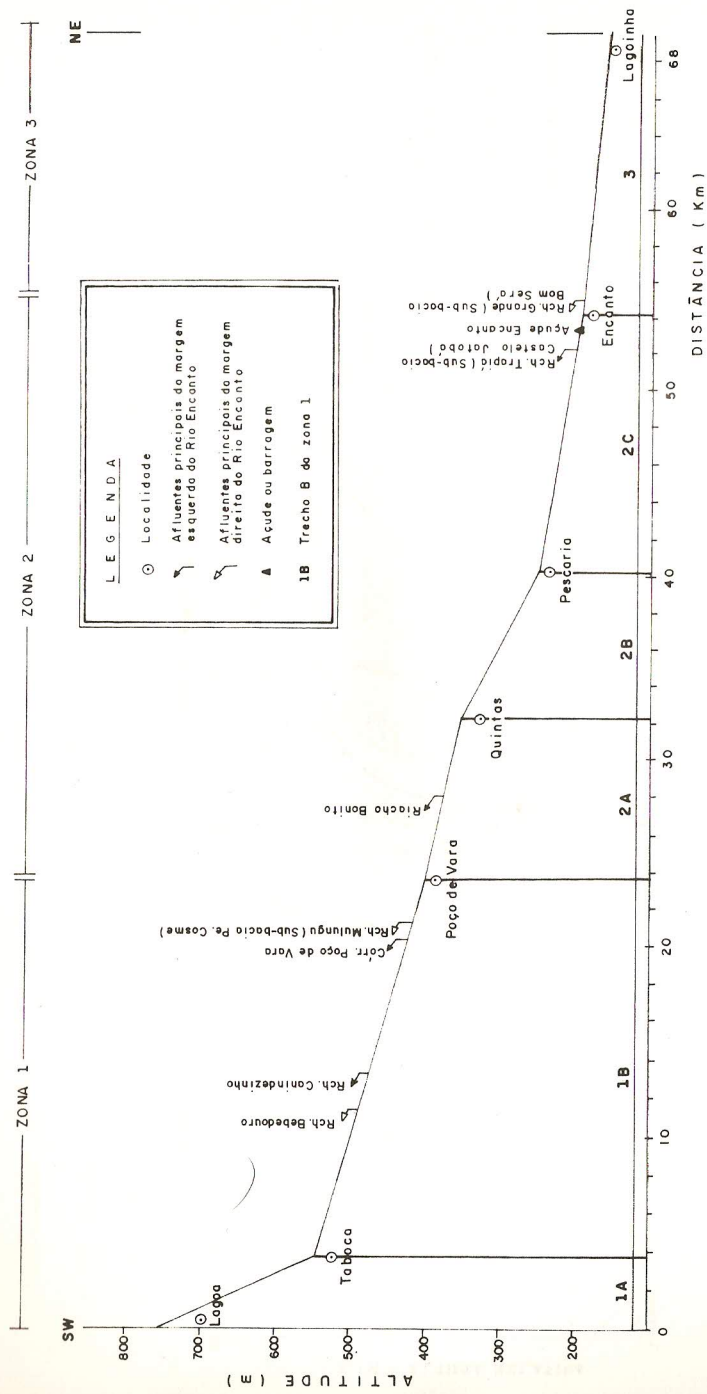 ZONA 1
ZONA 2
ZONA 3
SW
NE
LEGENDA
Localidade
Afluentes principais da margem
esquerda do Rio Encanto
Afluentes principais da margem
direita do Rio Encanto
Açude ou barragem
1B Trecho B da zona 1
ALTITUDE (m)
800
700
600
500
400
300
200
Lagoa
Taboca
Rch. Bebedouro
Rch. Canindezinho
Córr. Poço de Vara
Rch. Mulungu (Sub-bacia Pe. Cosme)
Poço de Vara
Riacho Bonito
Quintas
Pescaria
Rch. Trapiá (Sub-bacia
Castelo Jatobá)
Açude Encanto
Rch. Grande (Sub-bacia
Bom Será)
Encanto
Lagoinha
1A
1B
2A
2B
2C
3
0
10
20
30
40
50
60
68
DISTÂNCIA (Km)